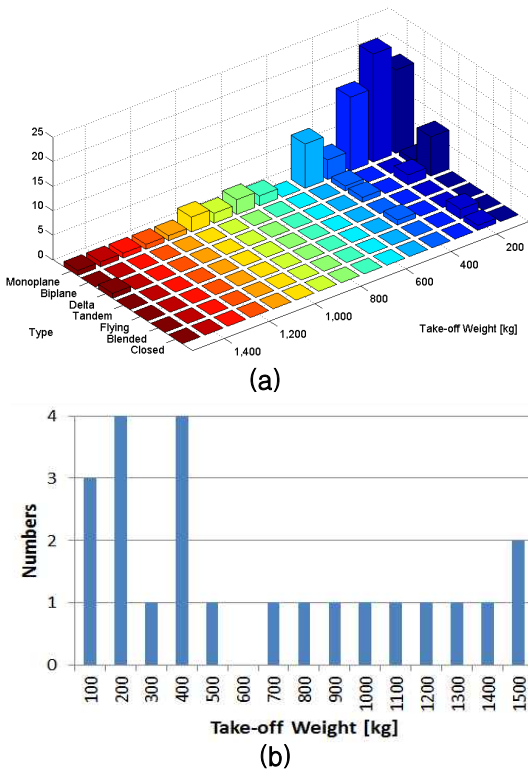 25
20
15
10
5
0
Monoplane
Biplane
Delta
Tandem
Flying
Blended
Closed
Type
1,400
1,200
1,000
800
600
400
200
Take-off Weight [kg]
(a)
4
3
2
1
0
Numbers
100
200
300
400
500
600
700
800
900
1000
1100
1200
1300
1400
1500
Take-off Weight [kg]
(b)